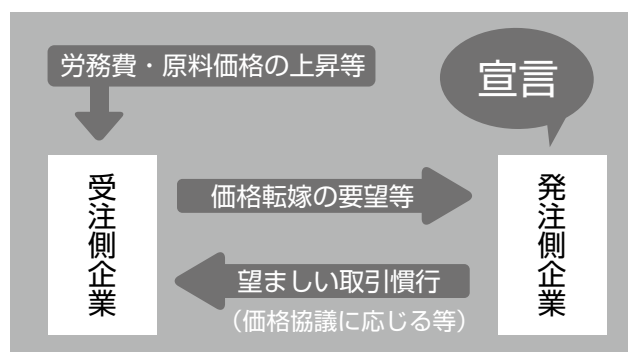 労務費・原料価格の上昇等
宣言
受注側企業
価格転嫁の要望等
発注側企業
望ましい取引慣行
（価格協議に応じる等）